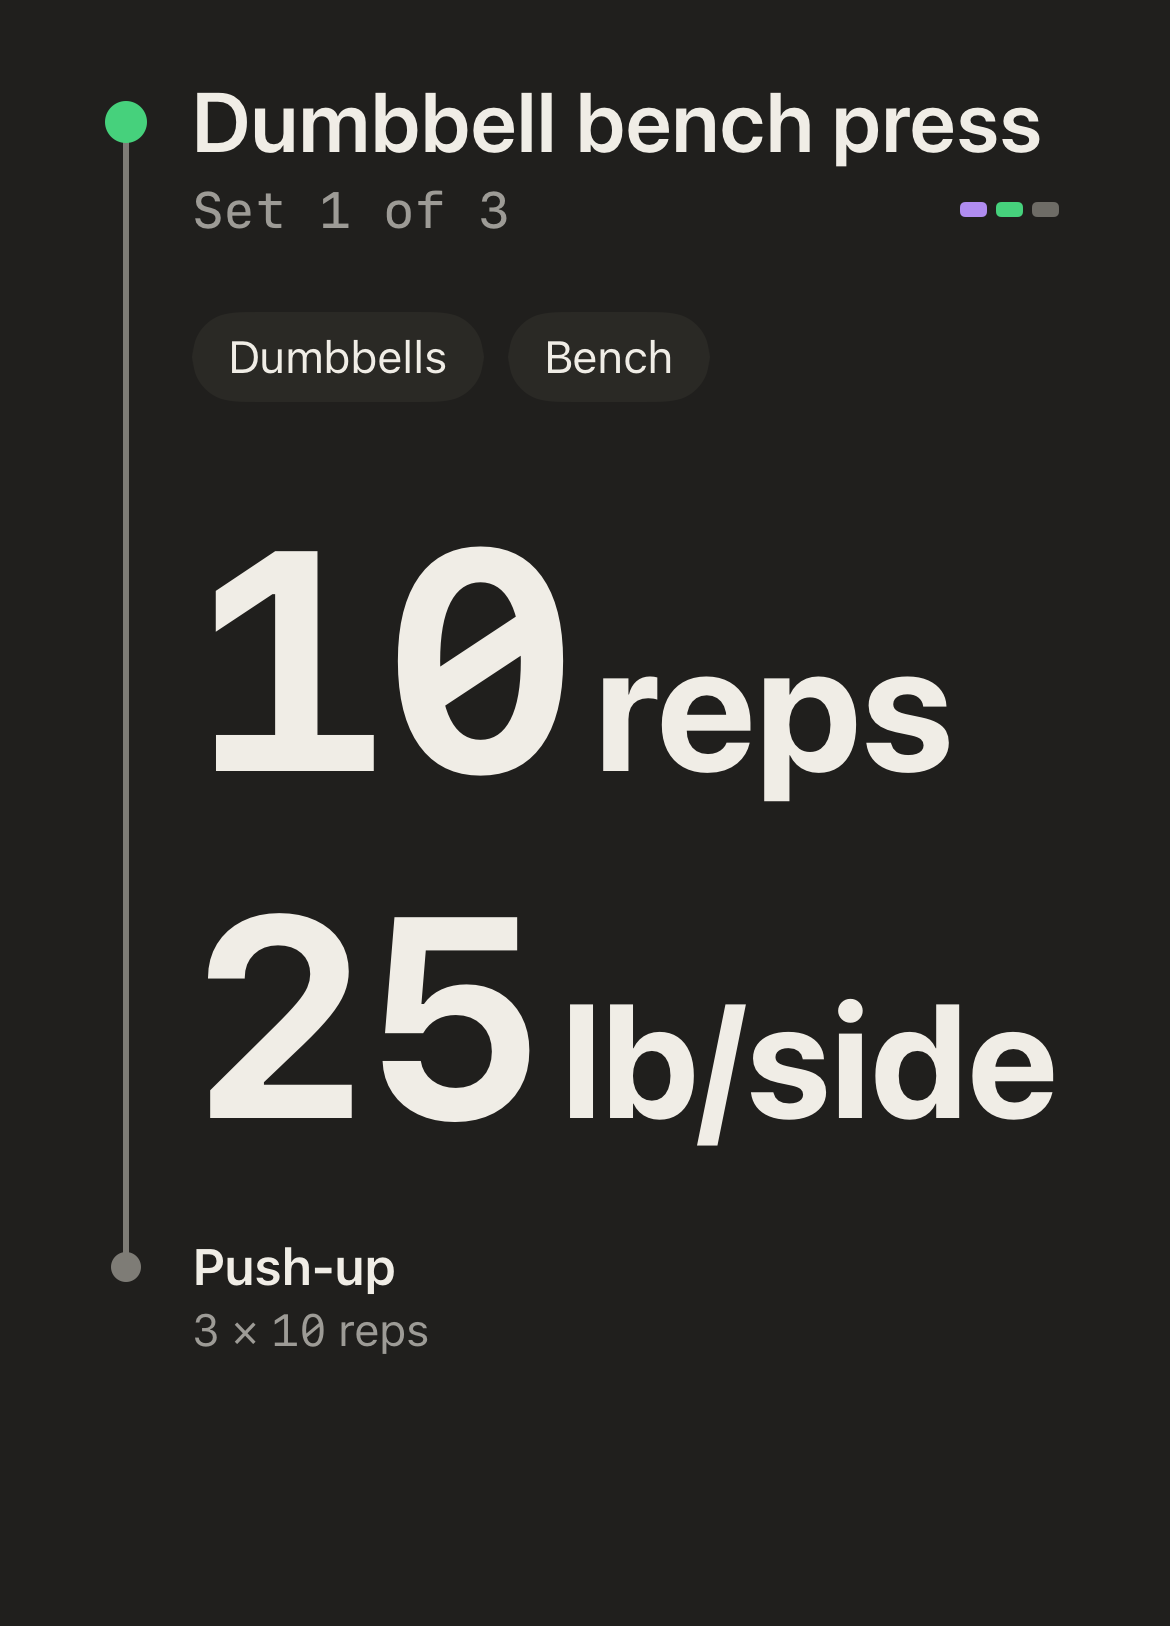 Dumbbell bench press
Set 1 of 3
Dumbbells
Bench
10 reps
25 lb/side
Push-up
3 × 10 reps